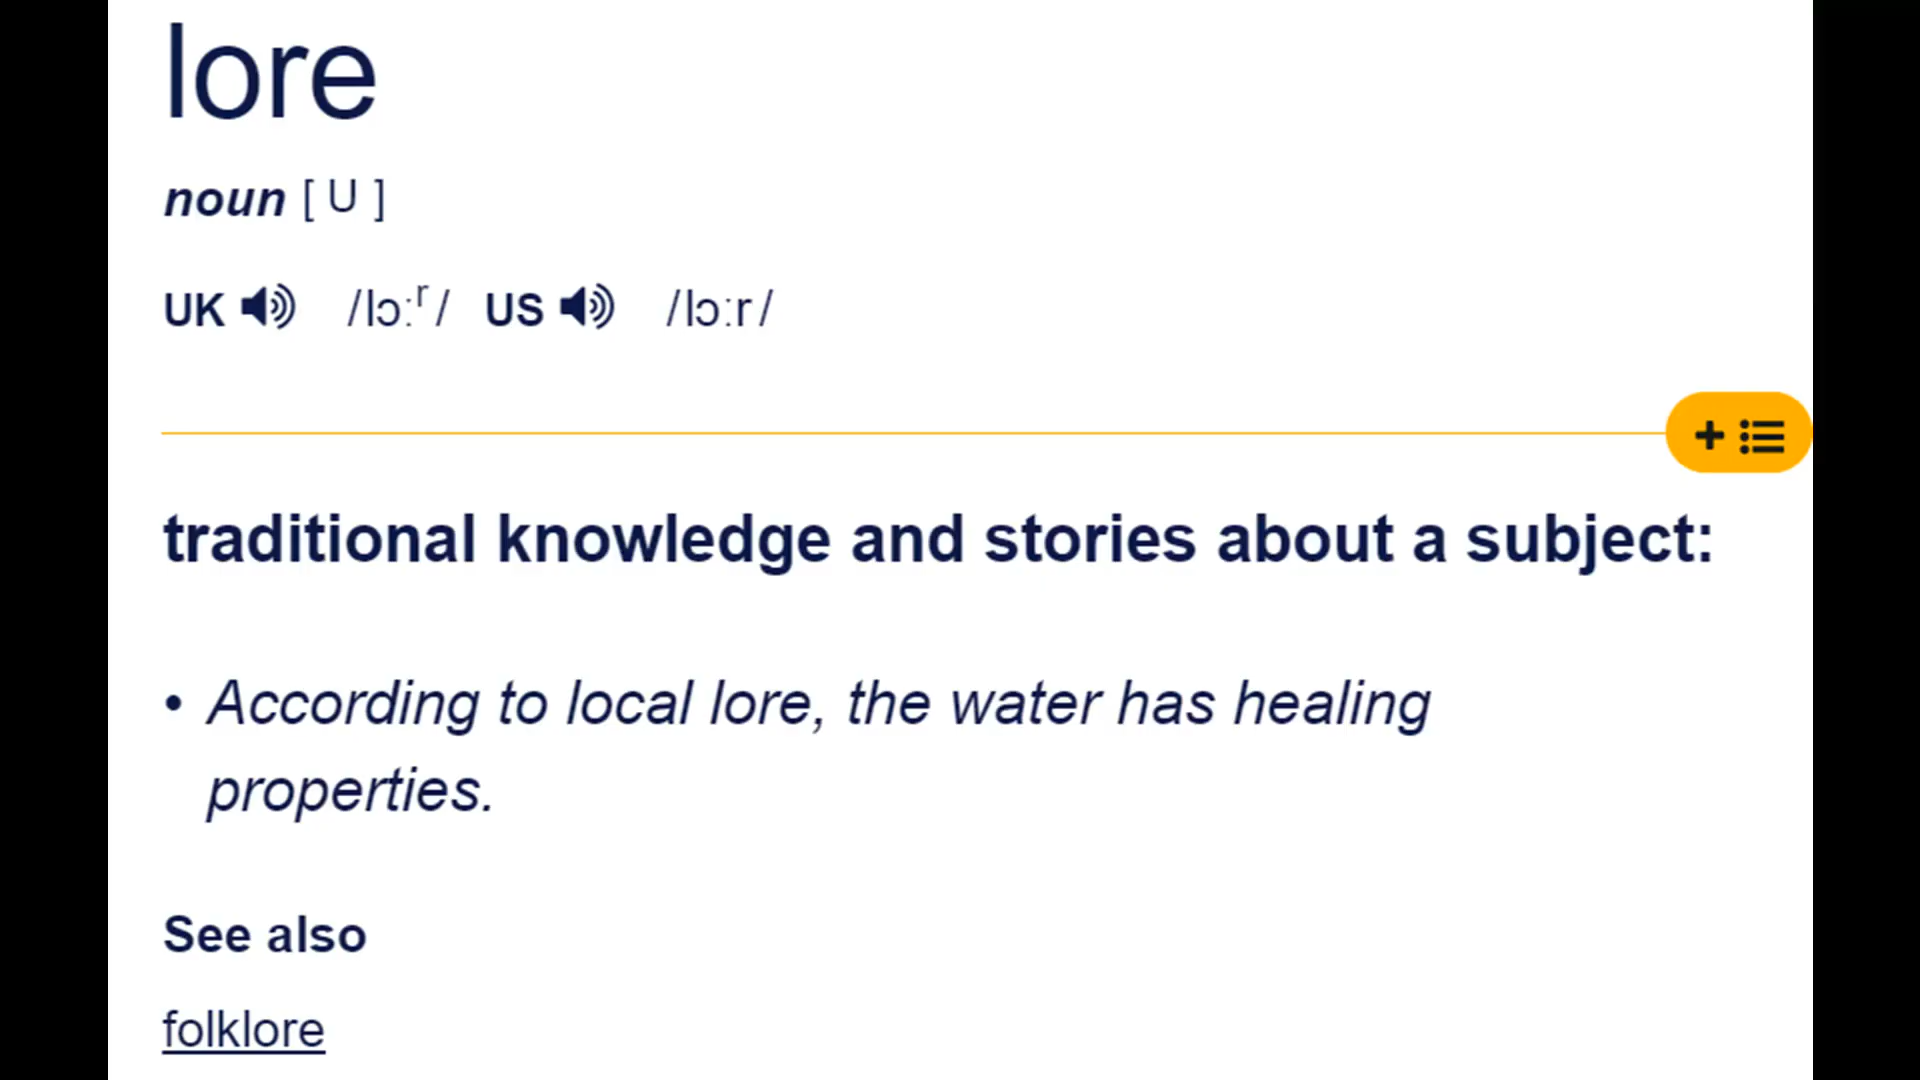 lore
noun [ U ]
UK /lɔːʳ/ US /lɔːr/
traditional knowledge and stories about a subject:
• According to local lore, the water has healing
properties.
See also
folklore